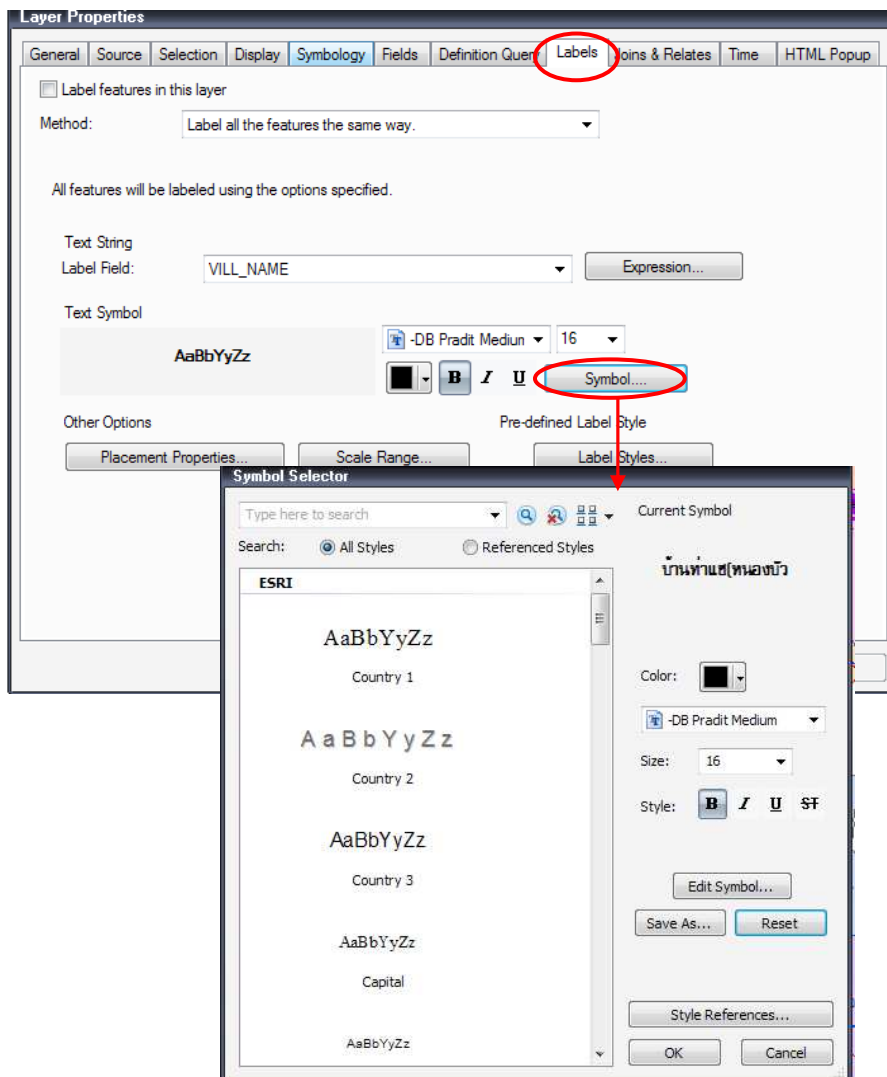 Layer Properties
General Source Selection Display Symbology Fields Definition Query Labels Joins & Relates Time HTML Popup
Label features in this layer
Method: Label all the features the same way.
All features will be labeled using the options specified.
Text String
Label Field: VILL_NAME Expression...
Text Symbol
AaBbYyZz
-DB Pradit Mediun 16
B I U Symbol....
Other Options Pre-defined Label Style
Placement Properties... Scale Range... Label Styles...
Symbol Selector
Type here to search
Search: All Styles Referenced Styles
ESRI
AaBbYyZz
Country 1
AaBbYyZz
Country 2
AaBbYyZz
Country 3
AaBbYyZz
Capital
AaBbYyZz
Current Symbol
บ้านท่าแฮ(หนองบัว
Color:
-DB Pradit Medium
Size: 16
Style: B I U ST
Edit Symbol...
Save As... Reset
Style References...
OK Cancel